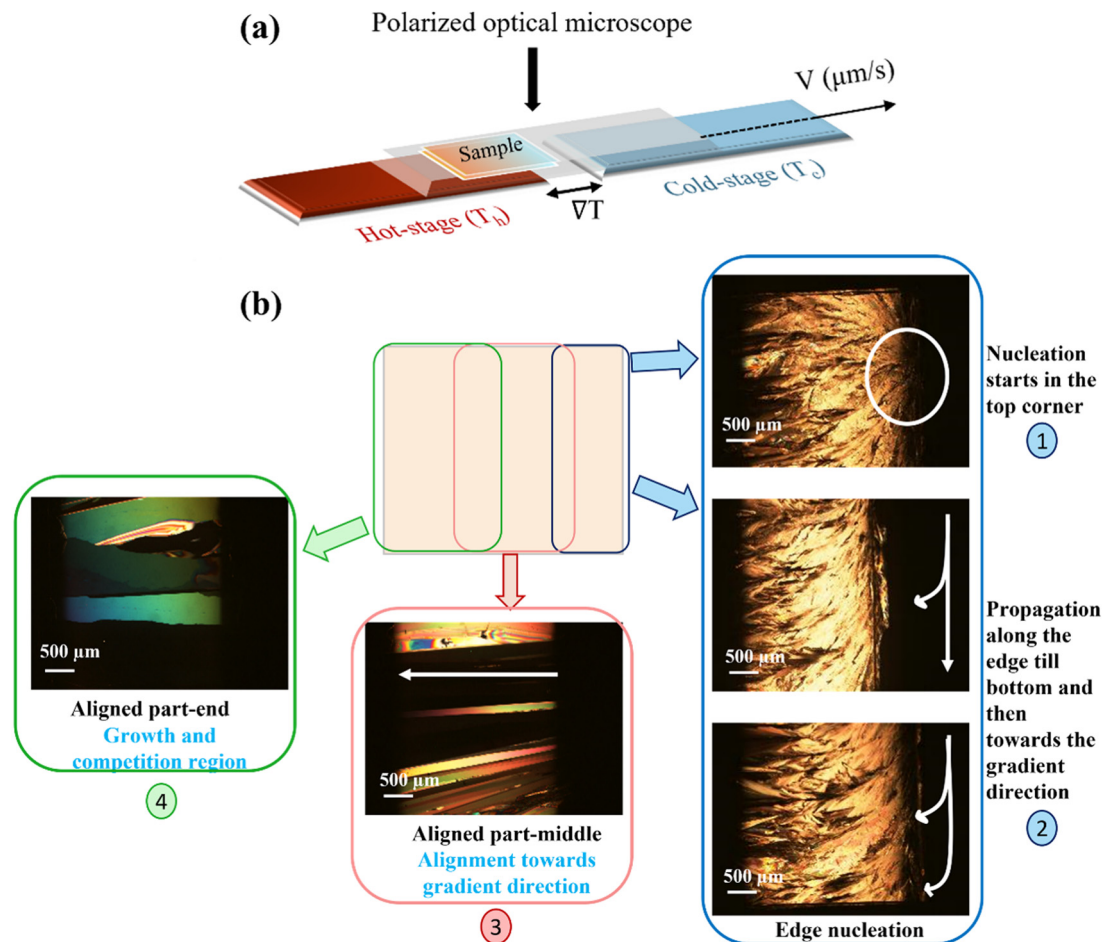 (a)
Polarized optical microscope
V (µm/s)
Sample
Cold-stage (T_c)
∇T
Hot-stage (T_h)
(b)
Nucleation
starts in the
top corner
1
500 µm
500 µm
Propagation
along the
edge till
bottom and
then
towards the
gradient
direction
2
500 µm
Edge nucleation
500 µm
Aligned part-end
Growth and
competition region
4
500 µm
Aligned part-middle
Alignment towards
gradient direction
3